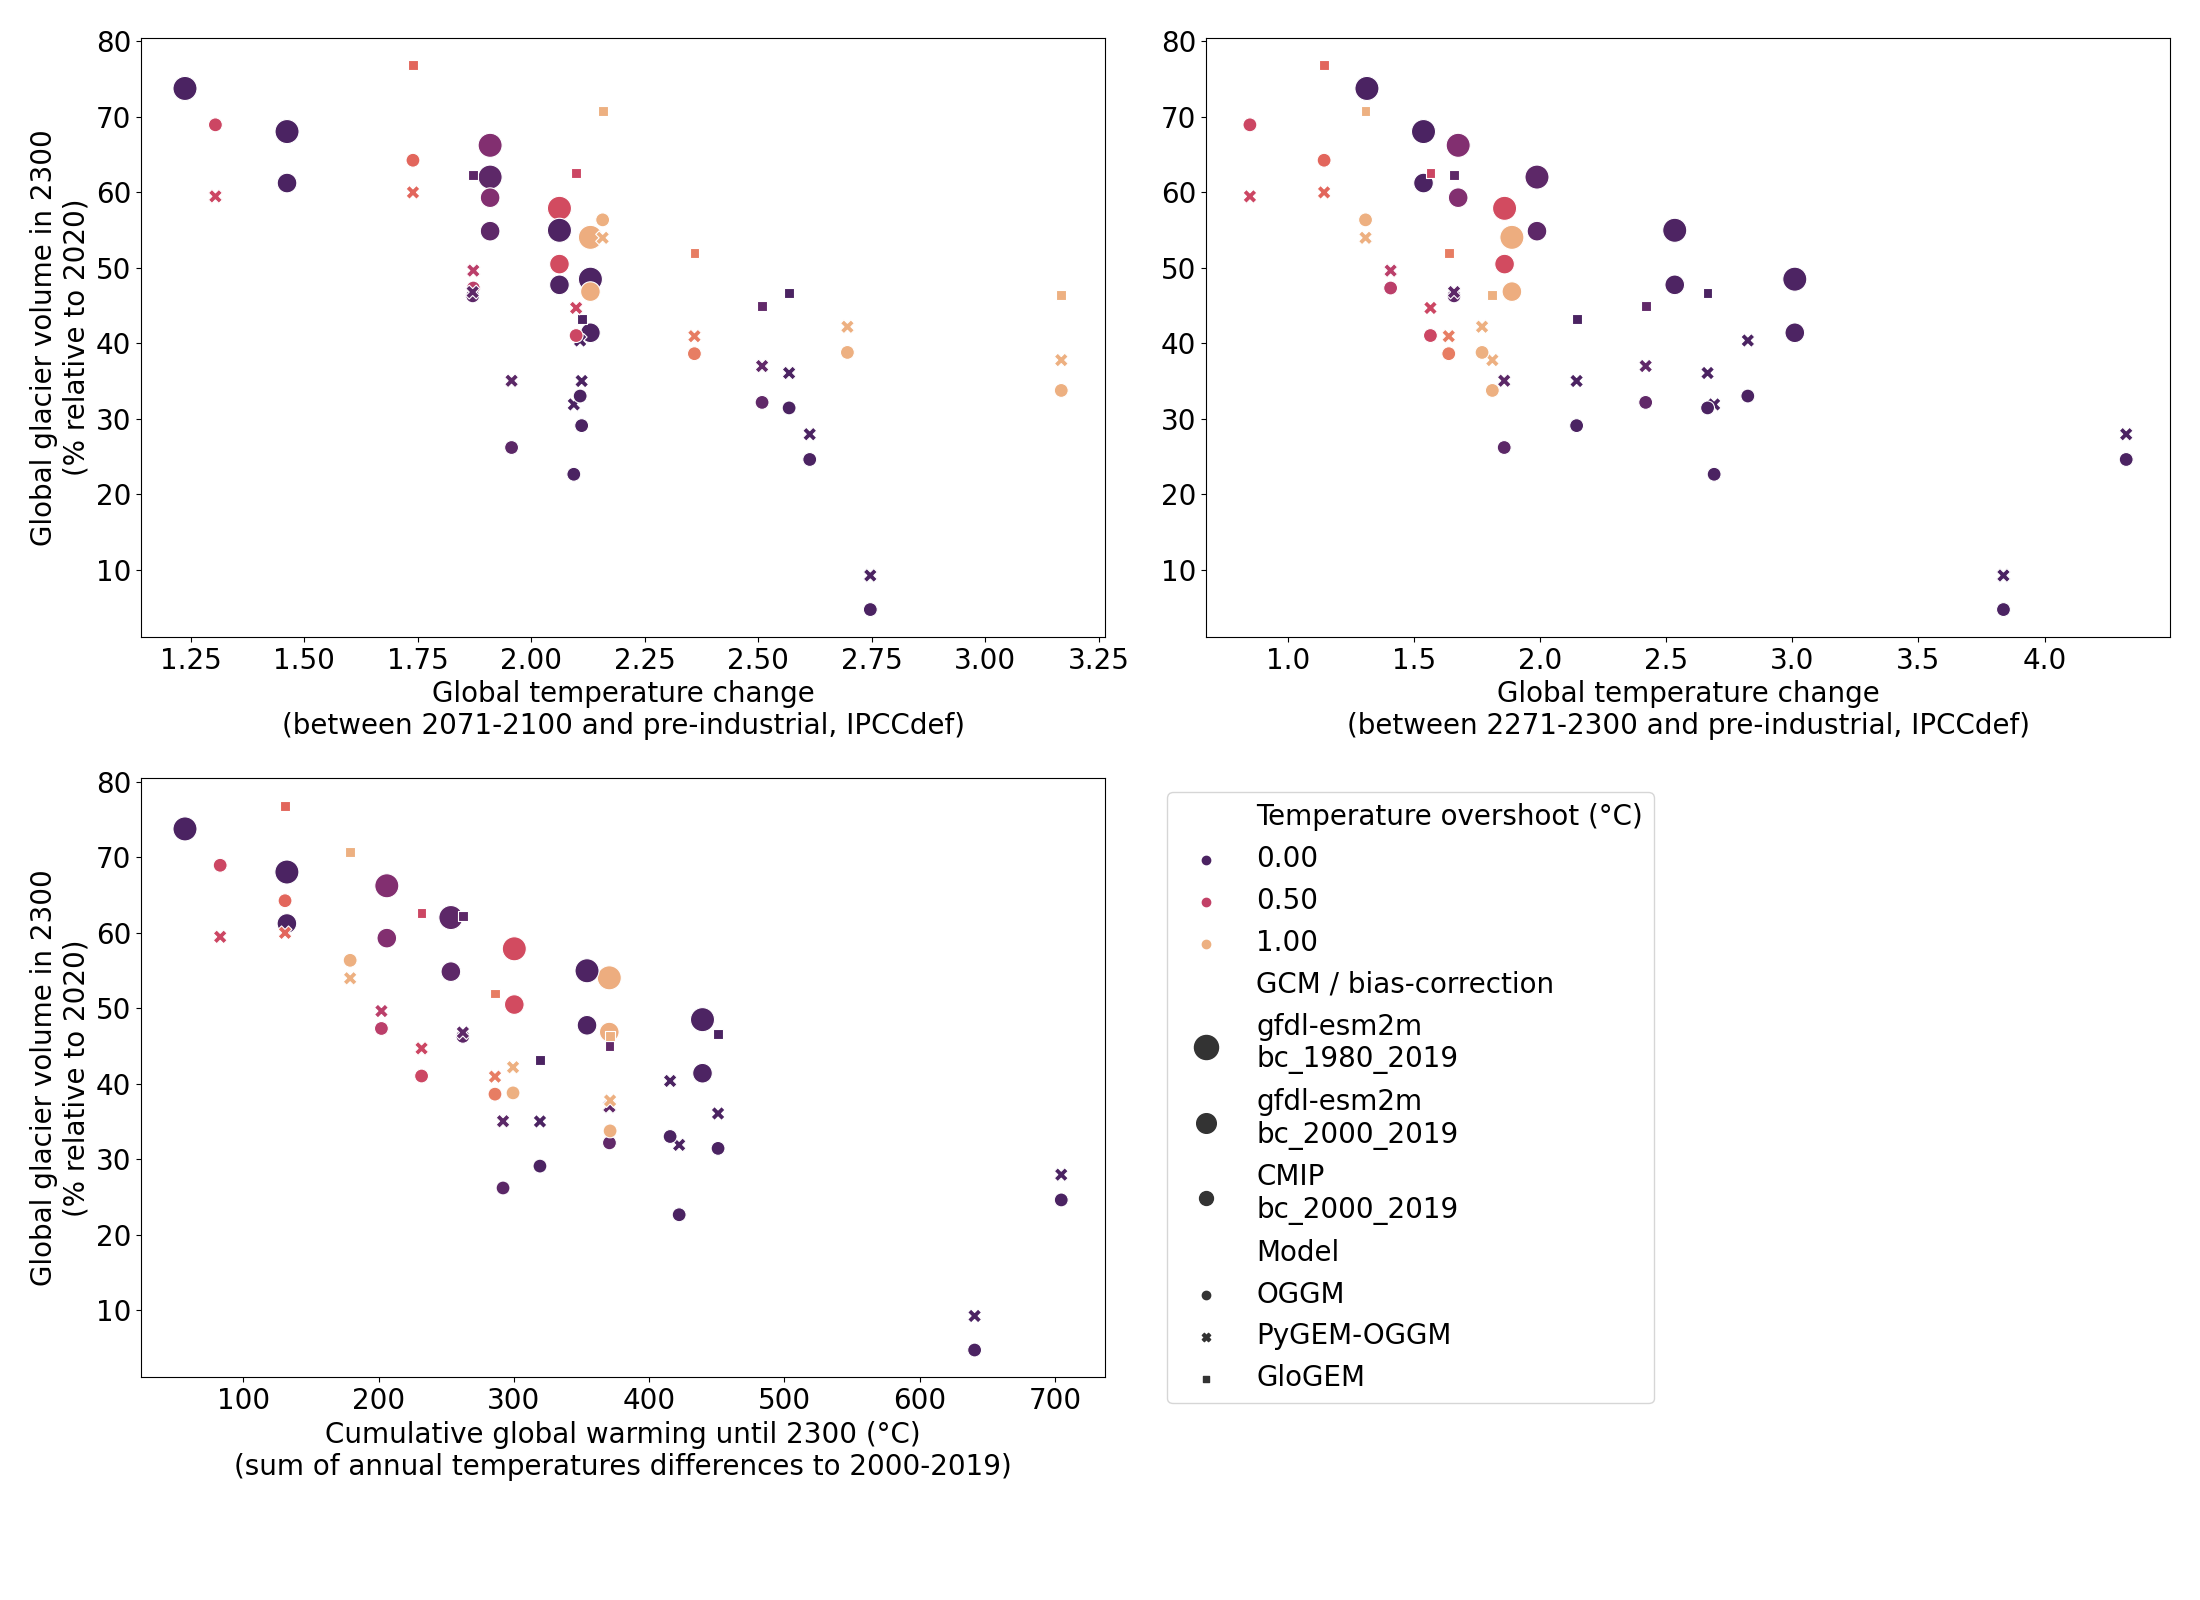 80
70
60
50
40
30
20
10
Global glacier volume in 2300
(% relative to 2020)
1.25 1.50 1.75 2.00 2.25 2.50 2.75 3.00 3.25
Global temperature change
(between 2071-2100 and pre-industrial, IPCCdef)
80
70
60
50
40
30
20
10
1.0 1.5 2.0 2.5 3.0 3.5 4.0
Global temperature change
(between 2271-2300 and pre-industrial, IPCCdef)
80
70
60
50
40
30
20
10
Global glacier volume in 2300
(% relative to 2020)
100 200 300 400 500 600 700
Cumulative global warming until 2300 (°C)
(sum of annual temperatures differences to 2000-2019)
Temperature overshoot (°C)
0.00
0.50
1.00
GCM / bias-correction
gfdl-esm2m
bc_1980_2019
gfdl-esm2m
bc_2000_2019
CMIP
bc_2000_2019
Model
OGGM
PyGEM-OGGM
GloGEM